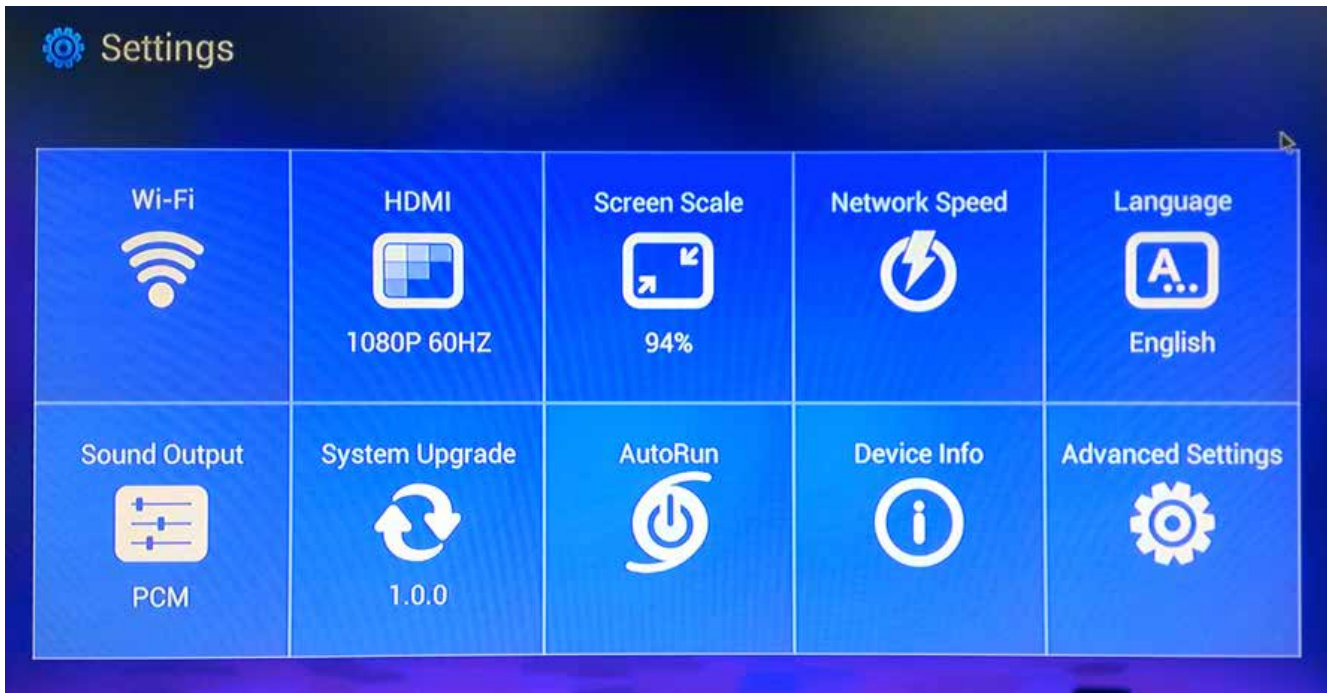 Settings
Wi-Fi
HDMI
Screen Scale
Network Speed
Language
A...
1080P 60HZ
94%
English
Sound Output
System Upgrade
AutoRun
Device Info
Advanced Settings
i
PCM
1.0.0